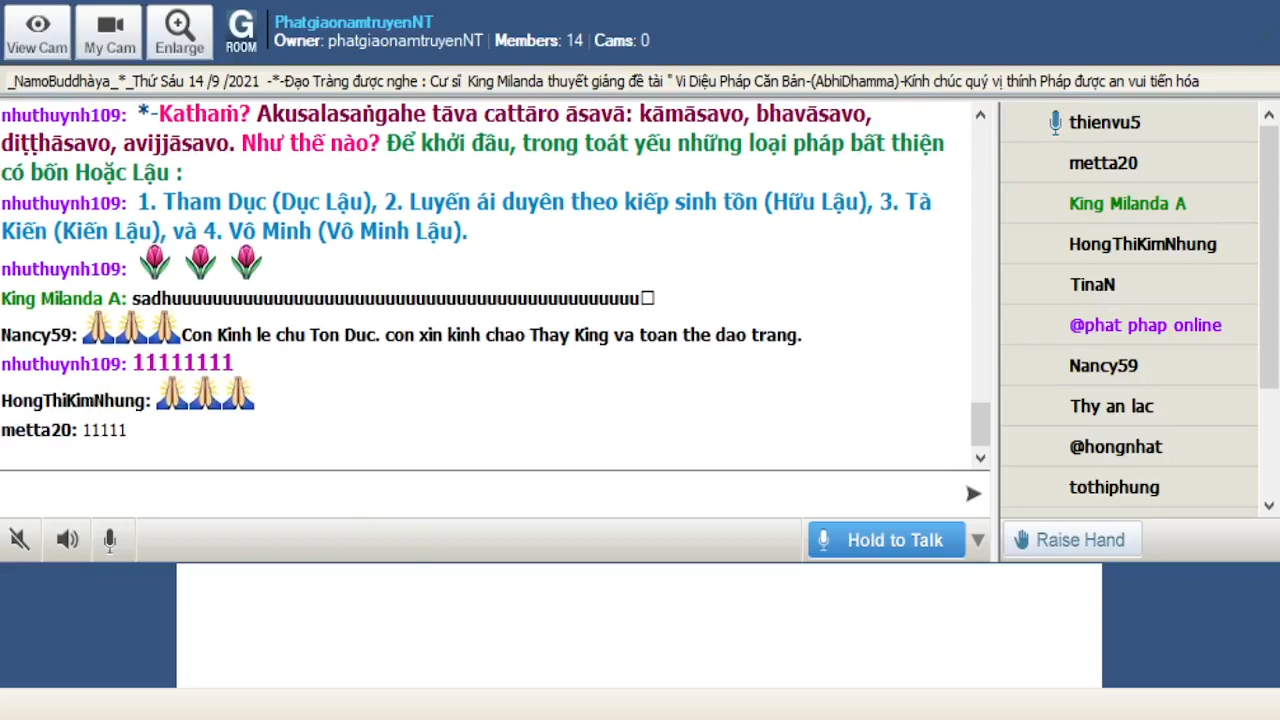 View Cam
My Cam
Enlarge
G
ROOM
PhatgiaonamtruyenNT
Owner: phatgiaonamtruyenNT | Members: 14 | Cams: 0
_NamoBuddhàya_*_Thứ Sáu 14 /9 /2021 -*-Đạo Tràng được nghe : Cư sĩ King Milanda thuyết giảng đề tài " Vi Diệu Pháp Căn Bản-(AbhiDhamma)-Kính chúc quý vị thính Pháp được an vui tiến hóa
nhuthuynh109: *-Kathaṁ? Akusalasaṅgahe tāva cattāro āsavā: kāmāsavo, bhavāsavo,
diṭṭhāsavo, avijjāsavo. Như thế nào? Để khởi đầu, trong toát yếu những loại pháp bất thiện
có bốn Hoặc Lậu :
nhuthuynh109: 1. Tham Dục (Dục Lậu), 2. Luyến ái duyên theo kiếp sinh tồn (Hữu Lậu), 3. Tà
Kiến (Kiến Lậu), và 4. Vô Minh (Vô Minh Lậu).
nhuthuynh109:
King Milanda A: sadhuuuuuuuuuuuuuuuuuuuuuuuuuuuuuuuuuuuuuuuuuuuuu□
Nancy59: Con Kinh le chu Ton Duc. con xin kinh chao Thay King va toan the dao trang.
nhuthuynh109: 11111111
HongThiKimNhung:
metta20: 11111
thienvu5
metta20
King Milanda A
HongThiKimNhung
TinaN
@phat phap online
Nancy59
Thy an lac
@hongnhat
tothiphung
Hold to Talk
Raise Hand